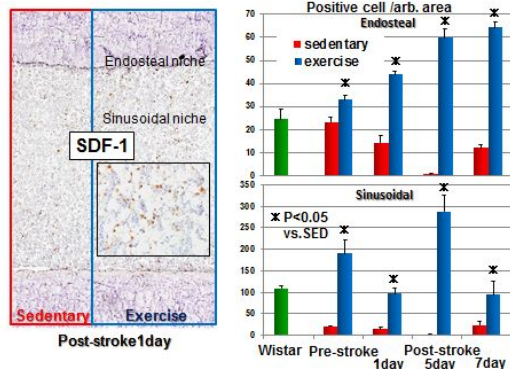 Endosteal niche
Sinusoidal niche
SDF-1
Sedentary
Exercise
Post-stroke1day
Positive cell /arb. area
Endosteal
70
60
50
40
30
20
10
0
sedentary
exercise
Sinusoidal
350
300
250
200
150
100
50
0
P<0.05
vs.SED
Wistar Pre-stroke Post-stroke
1day 5day 7day